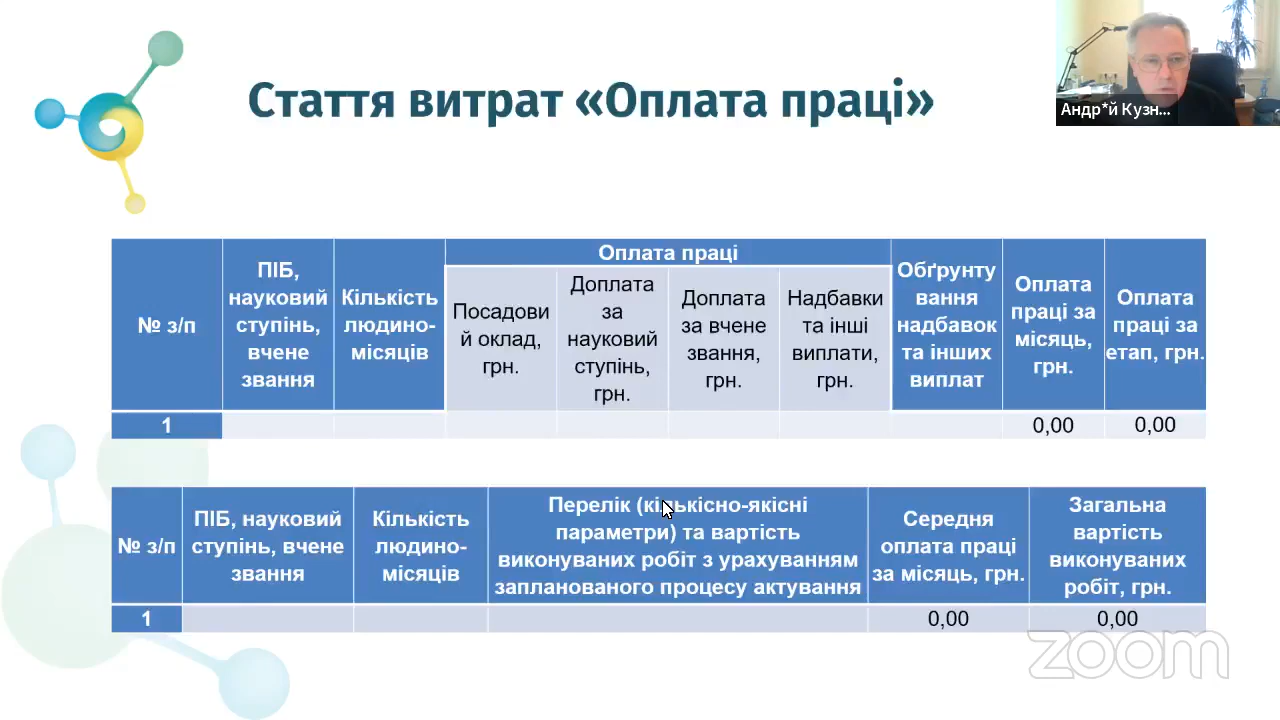 Стаття витрат «Оплата праці»
Андр*й Кузн...
№ з/п
ПІБ,
науковий
ступінь,
вчене
звання
Кількість
людино-
місяців
Оплата праці
Посадови
й оклад,
грн.
Доплата
за
науковий
ступінь,
грн.
Доплата
за вчене
звання,
грн.
Надбавки
та інші
виплати,
грн.
Обґрунту
вання
надбавок
та інших
виплат
Оплата
праці за
місяць,
грн.
Оплата
праці за
етап, грн.
1
0,00
0,00
№ з/п
ПІБ, науковий
ступінь, вчене
звання
Кількість
людино-
місяців
Перелік (кількісно-якісні
параметри) та вартість
виконуваних робіт з урахуванням
запланованого процесу актування
Середня
оплата праці
за місяць, грн.
Загальна
вартість
виконуваних
робіт, грн.
1
0,00
0,00
zoom